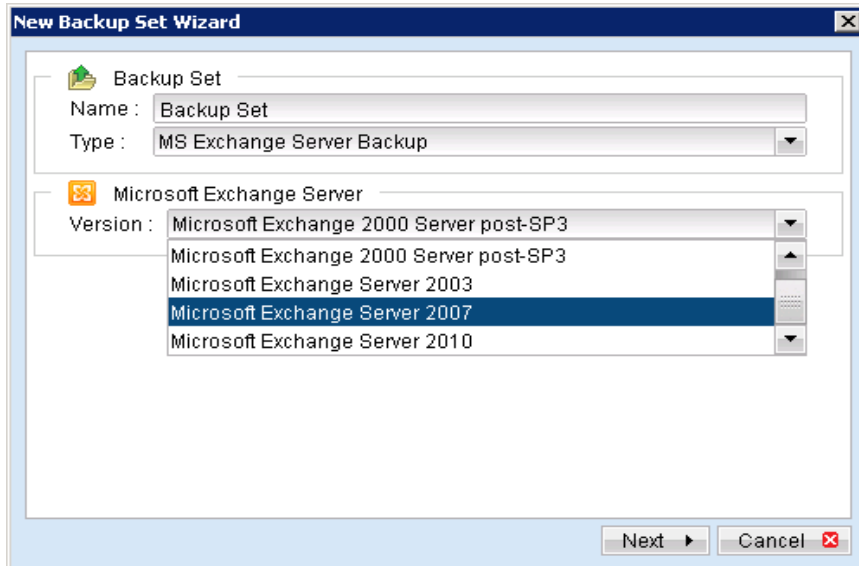 New Backup Set Wizard
Backup Set
Name : Backup Set
Type : MS Exchange Server Backup
Microsoft Exchange Server
Version : Microsoft Exchange 2000 Server post-SP3
Microsoft Exchange 2000 Server post-SP3
Microsoft Exchange Server 2003
Microsoft Exchange Server 2007
Microsoft Exchange Server 2010
Next Cancel